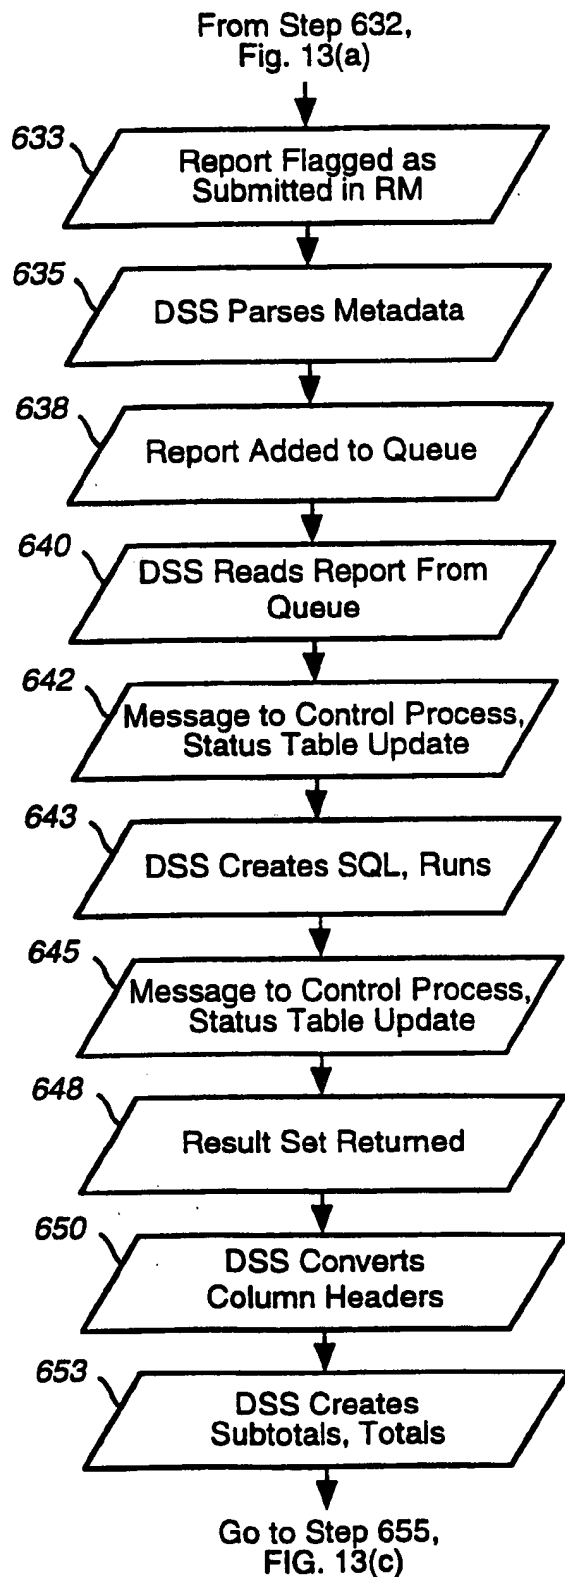 From Step 632,
Fig. 13(a)
633
Report Flagged as
Submitted in RM
635
DSS Parses Metadata
638
Report Added to Queue
640
DSS Reads Report From
Queue
642
Message to Control Process,
Status Table Update
643
DSS Creates SQL, Runs
645
Message to Control Process,
Status Table Update
648
Result Set Returned
650
DSS Converts
Column Headers
653
DSS Creates
Subtotals, Totals
Go to Step 655,
FIG. 13(c)